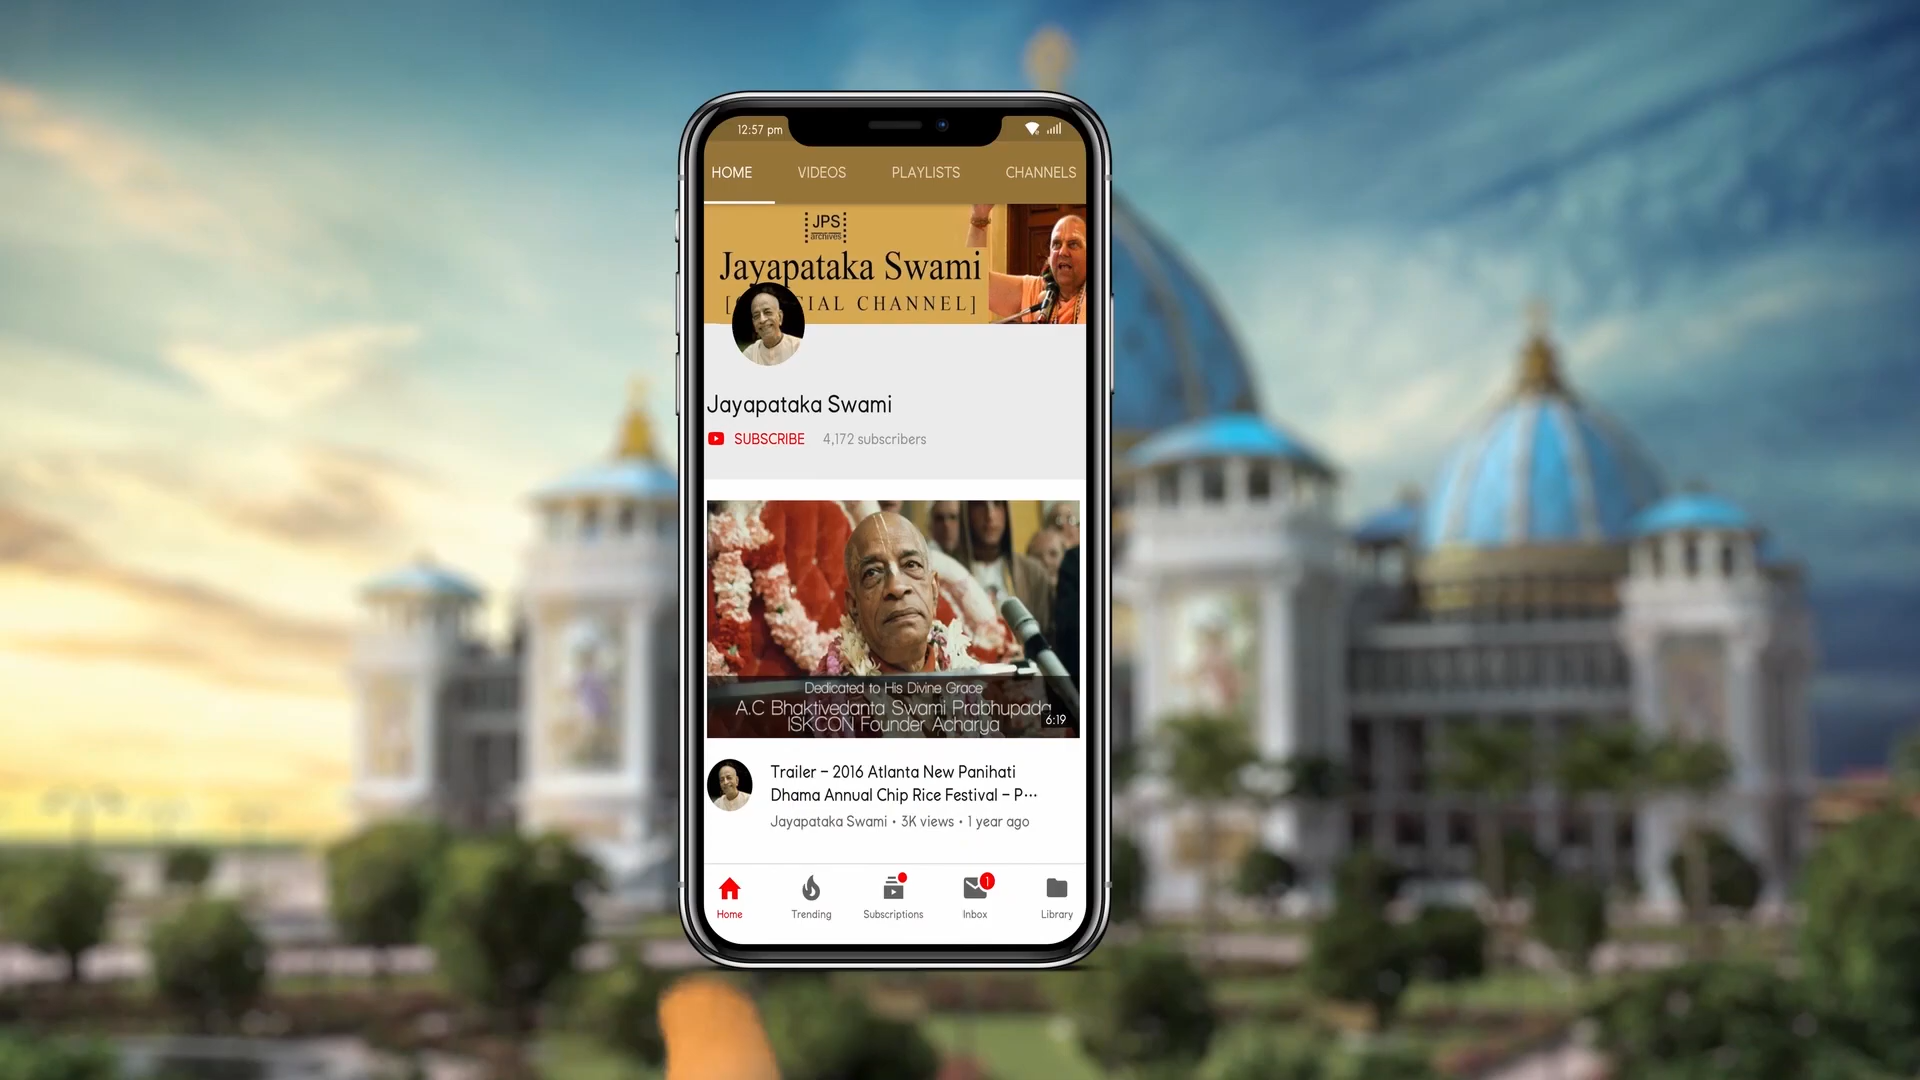 12:57 pm
HOME VIDEOS PLAYLISTS CHANNELS
JPS
archives
Jayapataka Swami
CHANNEL]
Jayapataka Swami
SUBSCRIBE 4,172 subscribers
Dedicated to His Divine Grace
A.C Bhaktivedanta Swami Prabhupada
ISKCON Founder Acharya
6:19
Trailer – 2016 Atlanta New Panihati
Dhama Annual Chip Rice Festival – P···
Jayapataka Swami • 3K views • 1 year ago
1
Home Trending Subscriptions Inbox Library